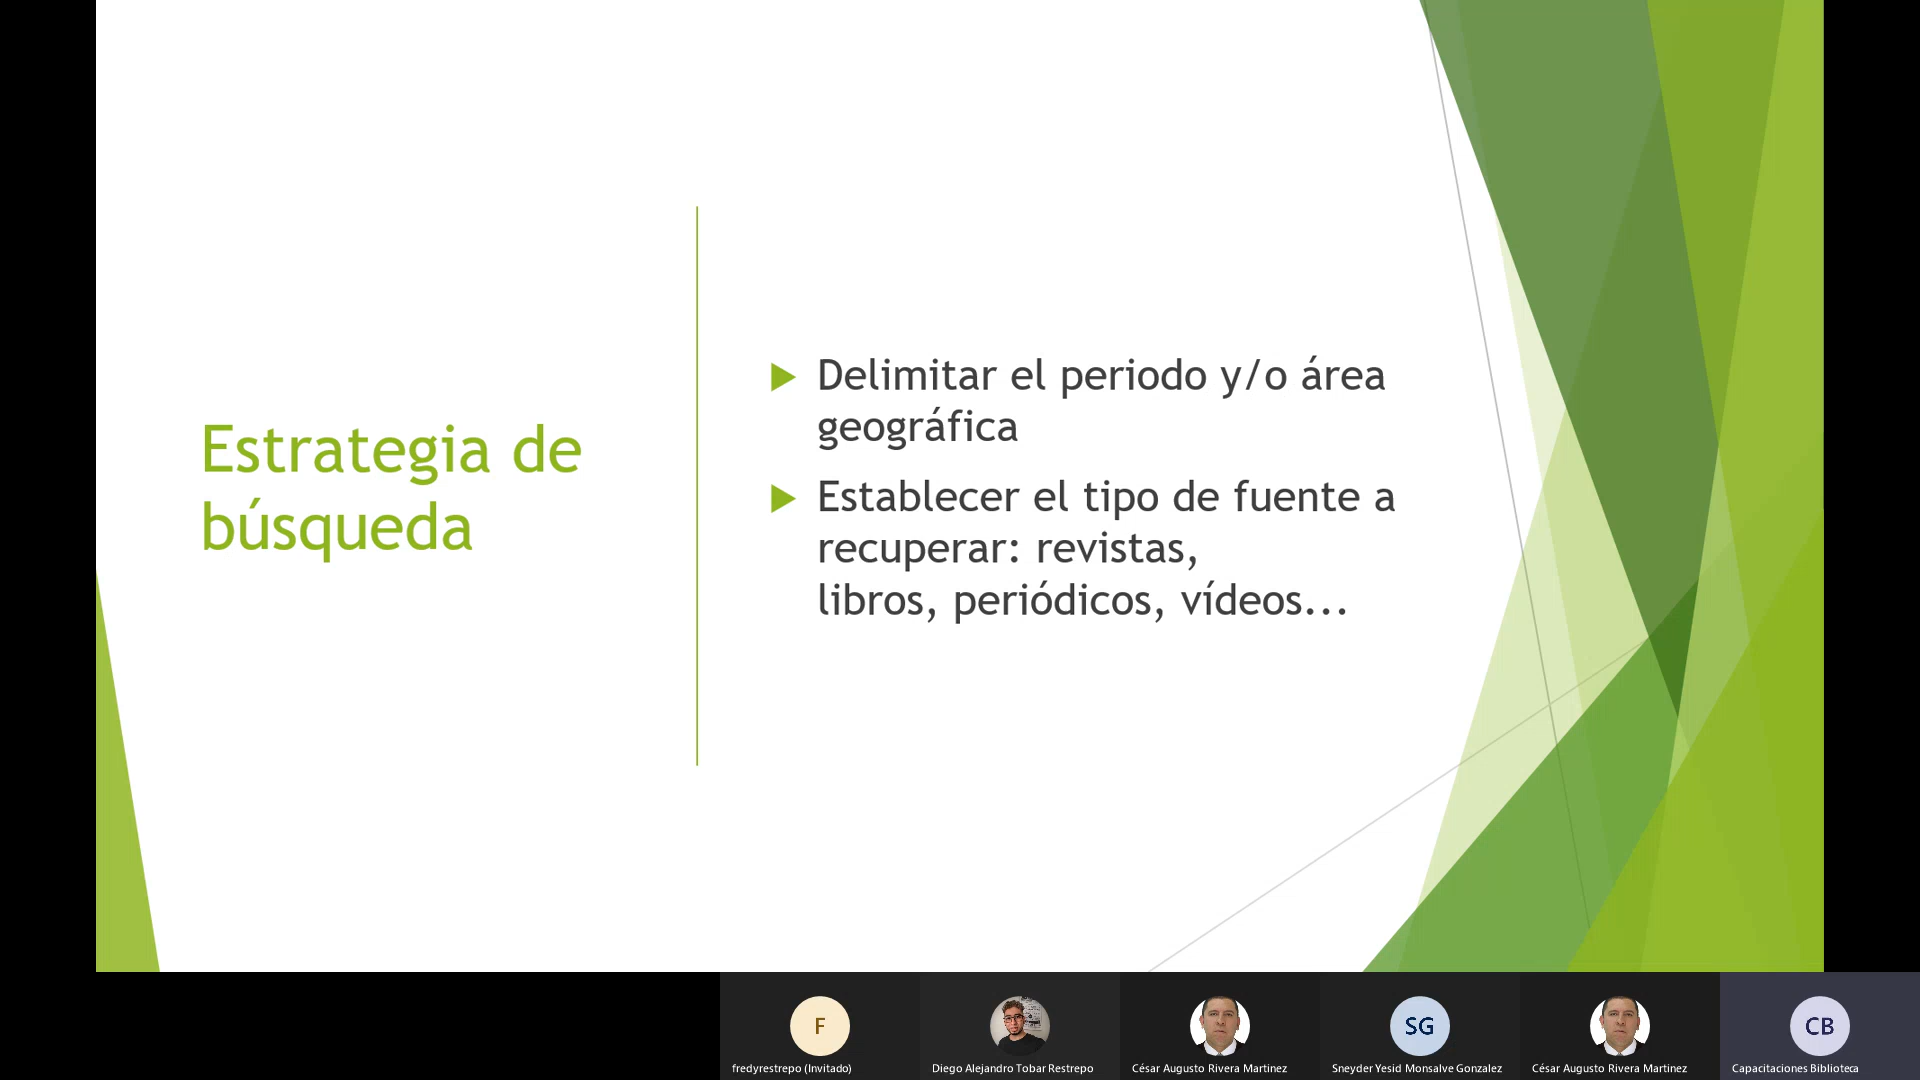 Estrategia de
búsqueda
Delimitar el periodo y/o área
geográfica
Establecer el tipo de fuente a
recuperar: revistas,
libros, periódicos, vídeos...
F
SG
CB
fredyrestrepo (Invitado)
Diego Alejandro Tobar Restrepo
César Augusto Rivera Martinez
Sneyder Yesid Monsalve Gonzalez
César Augusto Rivera Martinez
Capacitaciones Biblioteca